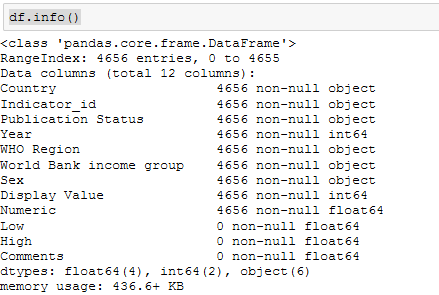 df.info()
<class 'pandas.core.frame.DataFrame'>
RangeIndex: 4656 entries, 0 to 4655
Data columns (total 12 columns):
Country                    4656 non-null object
Indicator_id               4656 non-null object
Publication Status         4656 non-null object
Year                       4656 non-null int64
WHO Region                 4656 non-null object
World Bank income group    4656 non-null object
Sex                        4656 non-null object
Display Value              4656 non-null int64
Numeric                    4656 non-null float64
Low                        0 non-null float64
High                       0 non-null float64
Comments                   0 non-null float64
dtypes: float64(4), int64(2), object(6)
memory usage: 436.6+ KB